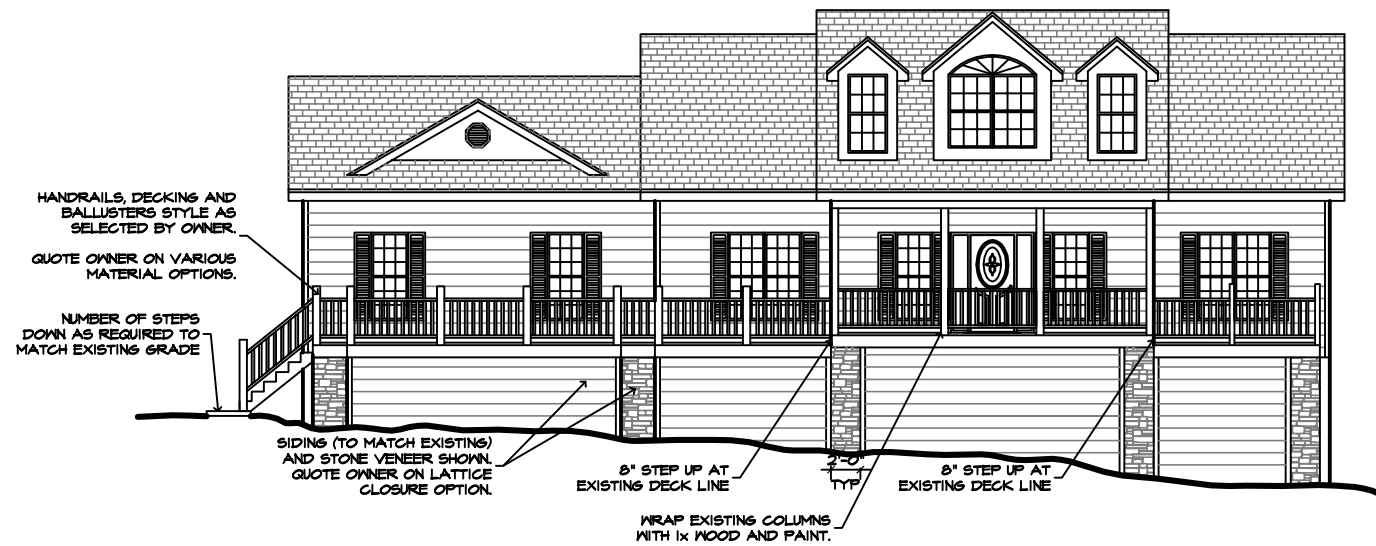 HANDRAILS, DECKING AND
BALLUSTERS STYLE AS
SELECTED BY OWNER.
QUOTE OWNER ON VARIOUS
MATERIAL OPTIONS.
NUMBER OF STEPS
DOWN AS REQUIRED TO
MATCH EXISTING GRADE
SIDING (TO MATCH EXISTING)
AND STONE VENEER SHOWN.
QUOTE OWNER ON LATTICE
CLOSURE OPTION.
8" STEP UP AT
EXISTING DECK LINE
2'-0"
TYP
8" STEP UP AT
EXISTING DECK LINE
WRAP EXISTING COLUMNS
WITH 1x WOOD AND PAINT.